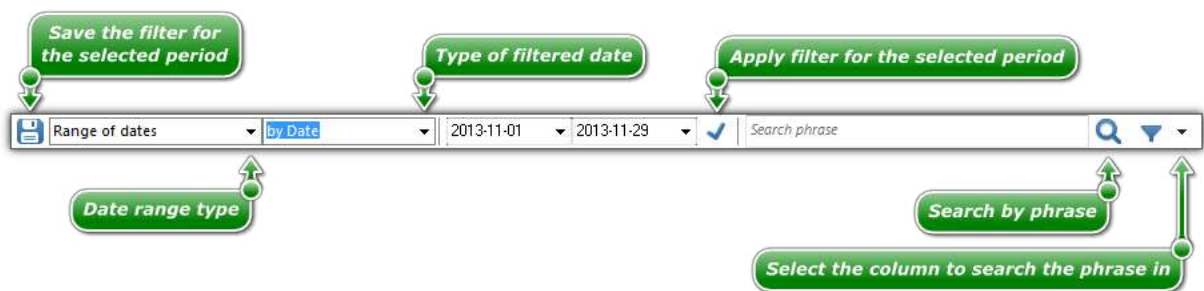 Save the filter for
the selected period
Type of filtered date
Apply filter for the selected period
Range of dates
by Date
2013-11-01
2013-11-29
Search phrase
Date range type
Search by phrase
Select the column to search the phrase in